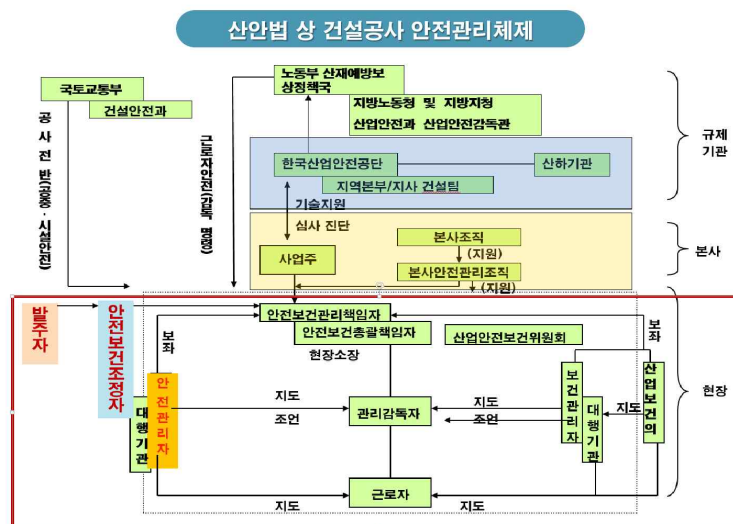 산안법 상 건설공사 안전관리체제
국토교통부
건설안전과
노동부 산재예방보
상정책국
지방노동청 및 지방지청
산업안전과 산업안전감독관
공사 전 반(공중·시설안전)
근로자안전(감독 명령)
한국산업안전공단
산하기관
지역본부/지사 건설팀
기술지원
심사 진단
규제
기관
본사조직
(지원)
사업주
본사안전관리조직
(지원)
본사
발주자
안전보건조정자
안전보건관리책임자
안전보건총괄책임자
현장소장
산업안전보건위원회
보좌
보좌
안전관리자
대행기관
지도
조언
관리감독자
지도
조언
보건관리자
대행기관
지도
산업보건의
현장
지도
근로자
지도